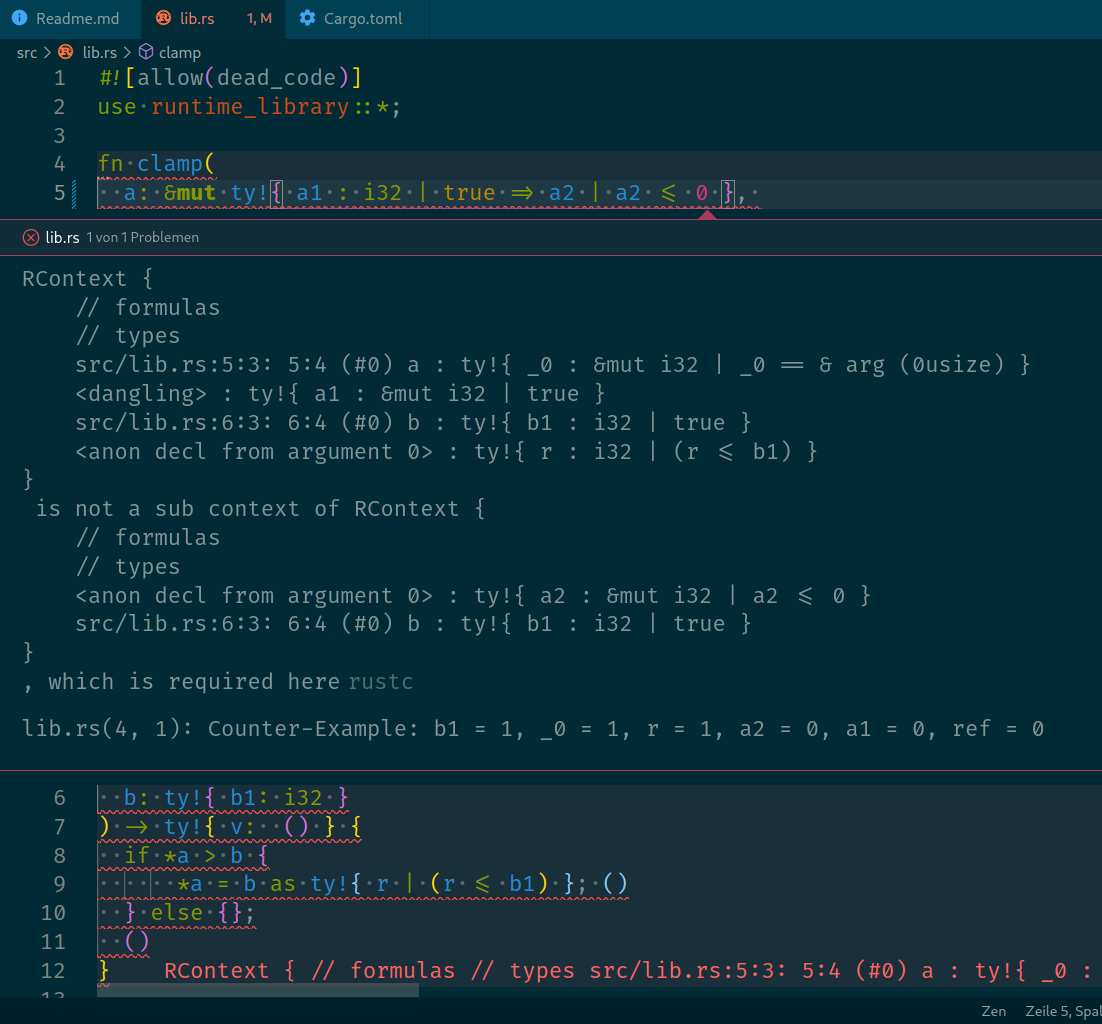 Readme.md lib.rs 1, M Cargo.toml
src > lib.rs > clamp
1 #![allow(dead_code)]
2 use runtime_library::*;
3
4 fn clamp(
5 a: &mut ty!{ a1 : i32 | true => a2 | a2 <= 0 },
lib.rs 1 von 1 Problemen
RContext {
// formulas
// types
src/lib.rs:5:3: 5:4 (#0) a : ty!{ _0 : &mut i32 | _0 == & arg (0usize) }
<dangling> : ty!{ a1 : &mut i32 | true }
src/lib.rs:6:3: 6:4 (#0) b : ty!{ b1 : i32 | true }
<anon decl from argument 0> : ty!{ r : i32 | (r <= b1) }
}
is not a sub context of RContext {
// formulas
// types
<anon decl from argument 0> : ty!{ a2 : &mut i32 | a2 <= 0 }
src/lib.rs:6:3: 6:4 (#0) b : ty!{ b1 : i32 | true }
}
, which is required here rustc
lib.rs(4, 1): Counter-Example: b1 = 1, _0 = 1, r = 1, a2 = 0, a1 = 0, ref = 0
6 b: ty!{ b1: i32 }
7 ) -> ty!{ v: () } {
8 if *a > b {
9 *a = b as ty!{ r | (r <= b1) }; ()
10 } else {};
11 ()
12 } RContext { // formulas // types src/lib.rs:5:3: 5:4 (#0) a : ty!{ _0 :
13
Zen Zeile 5, Spal